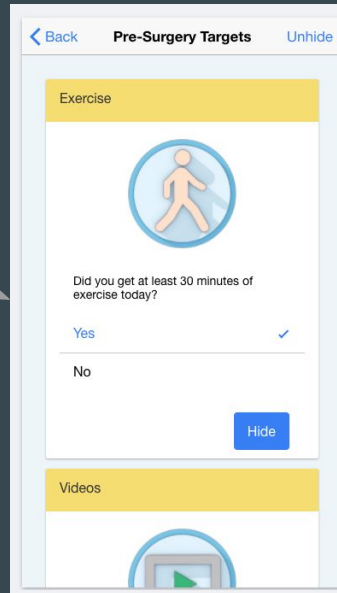 Back Pre-Surgery Targets Unhide
Exercise
Did you get at least 30 minutes of
exercise today?
Yes
No
Hide
Videos